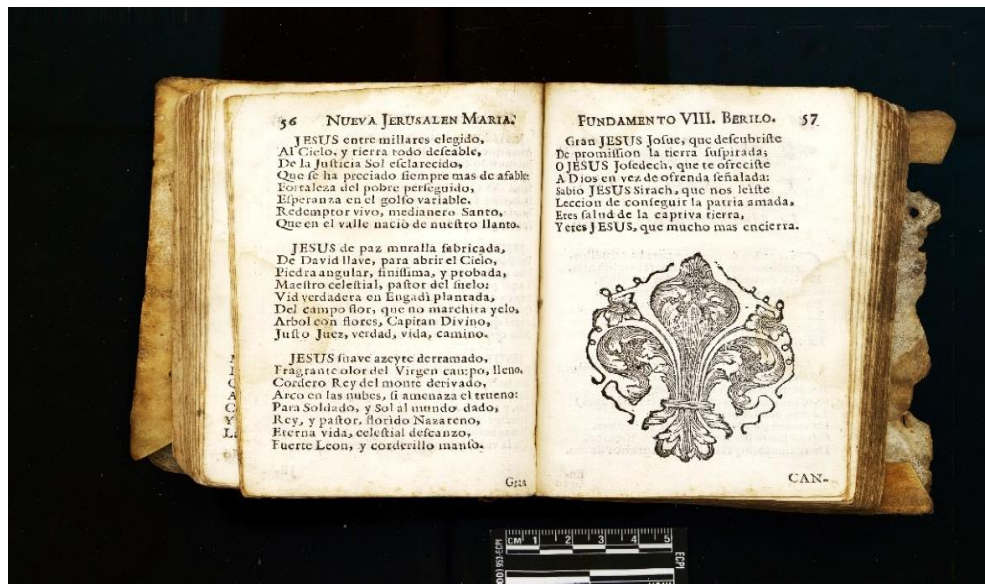 56 NUEVA JERUSALEN MARIA.
JESUS entre millares elegido,
Al Cielo, y tierra todo deſeable,
De la Juſticia Sol eſclarecido,
Que ſe ha preciado ſiempre mas de afable
Fortaleza del pobre perſeguido,
Eſperanza en el golfo variable.
Redemptor vivo, medianero Santo,
Que en el valle naciò de nueſtro llanto.
JESUS de paz muralla fabricada,
De David llave, para abrir el Cielo,
Piedra angular, finiſſima, y probada,
Maeſtro celeſtial, paſtor del ſuelo:
Vid verdadera en Engadi plantada,
Del campo flor, que no marchita yelo,
Arbol con flores, Capitan Divino,
Juſto Juez, verdad, vida, camino.
JESUS ſuave azeyte derramado,
Fragrante olor del Virgen campo, lleno,
Cordero Rey del monte derivado,
Arco en las nubes, ſi amenaza el trueno:
Para Soldado, y Sol al mundo dado,
Rey, y paſtor, florido Nazareno,
Eterna vida, celeſtial deſcanzo,
Fuerte Leon, y corderillo manſo.
Gran
FUNDAMENTO VIII. BERILO. 57
Gran JESUS Joſue, que deſcubriſte
De promiſſion la tierra ſuſpirada;
O JESUS Joſedech, que te ofreciſte
A Dios en vez de ofrenda ſeñalada:
Sabio JESUS Sirach, que nos leiſte
Leccion de conſeguir la patria amada,
Eres ſalud de la captiva tierra,
Y eres JESUS, que mucho mas encierra.
CAN-
CM 1 2 3 4 5
ECPI